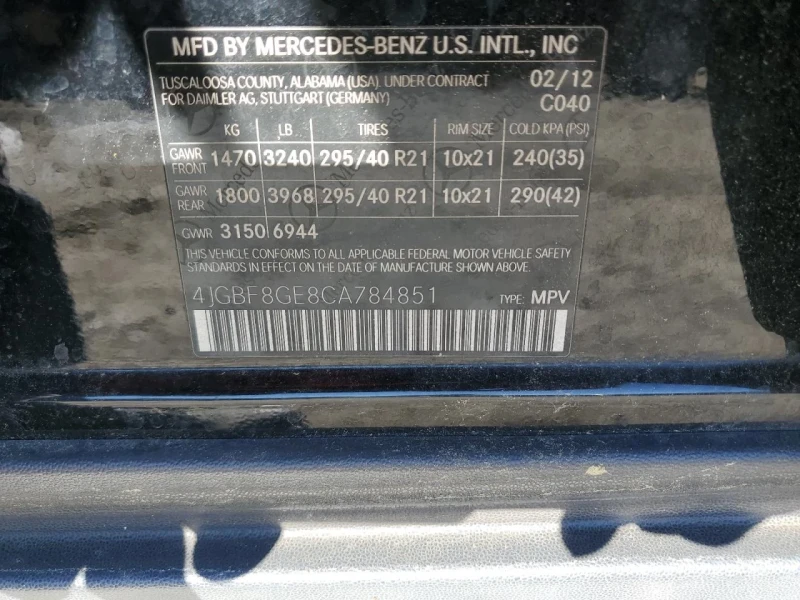 MFD BY MERCEDES-BENZ U.S. INTL., INC
TUSCALOOSA COUNTY, ALABAMA (USA), UNDER CONTRACT 02/12
FOR DAIMLER AG, STUTTGART (GERMANY) C040
KG LB TIRES RIM SIZE COLD KPA (PSI)
GAWR FRONT 1470 3240 295/40 R21 10x21 240(35)
GAWR REAR 1800 3968 295/40 R21 10x21 290(42)
GVWR 3150 6944
THIS VEHICLE CONFORMS TO ALL APPLICABLE FEDERAL MOTOR VEHICLE SAFETY
STANDARDS IN EFFECT ON THE DATE OF MANUFACTURE SHOWN ABOVE.
4JGBF8GE8CA784851 TYPE: MPV